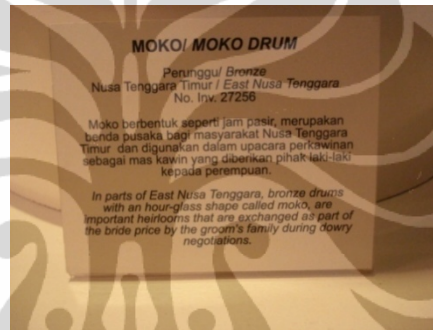 MOKO/ MOKO DRUM
Perunggu/ Bronze
Nusa Tenggara Timur / East Nusa Tenggara
No. Inv. 27256
Moko berbentuk seperti jam pasir, merupakan
benda pusaka bagi masyarakat Nusa Tenggara
Timur dan digunakan dalam upacara perkawinan
sebagai mas kawin yang diberikan pihak laki-laki
kepada perempuan.
In parts of East Nusa Tenggara, bronze drums
with an hour-glass shape called moko, are
important heirlooms that are exchanged as part of
the bride price by the groom's family during dowry
negotiations.